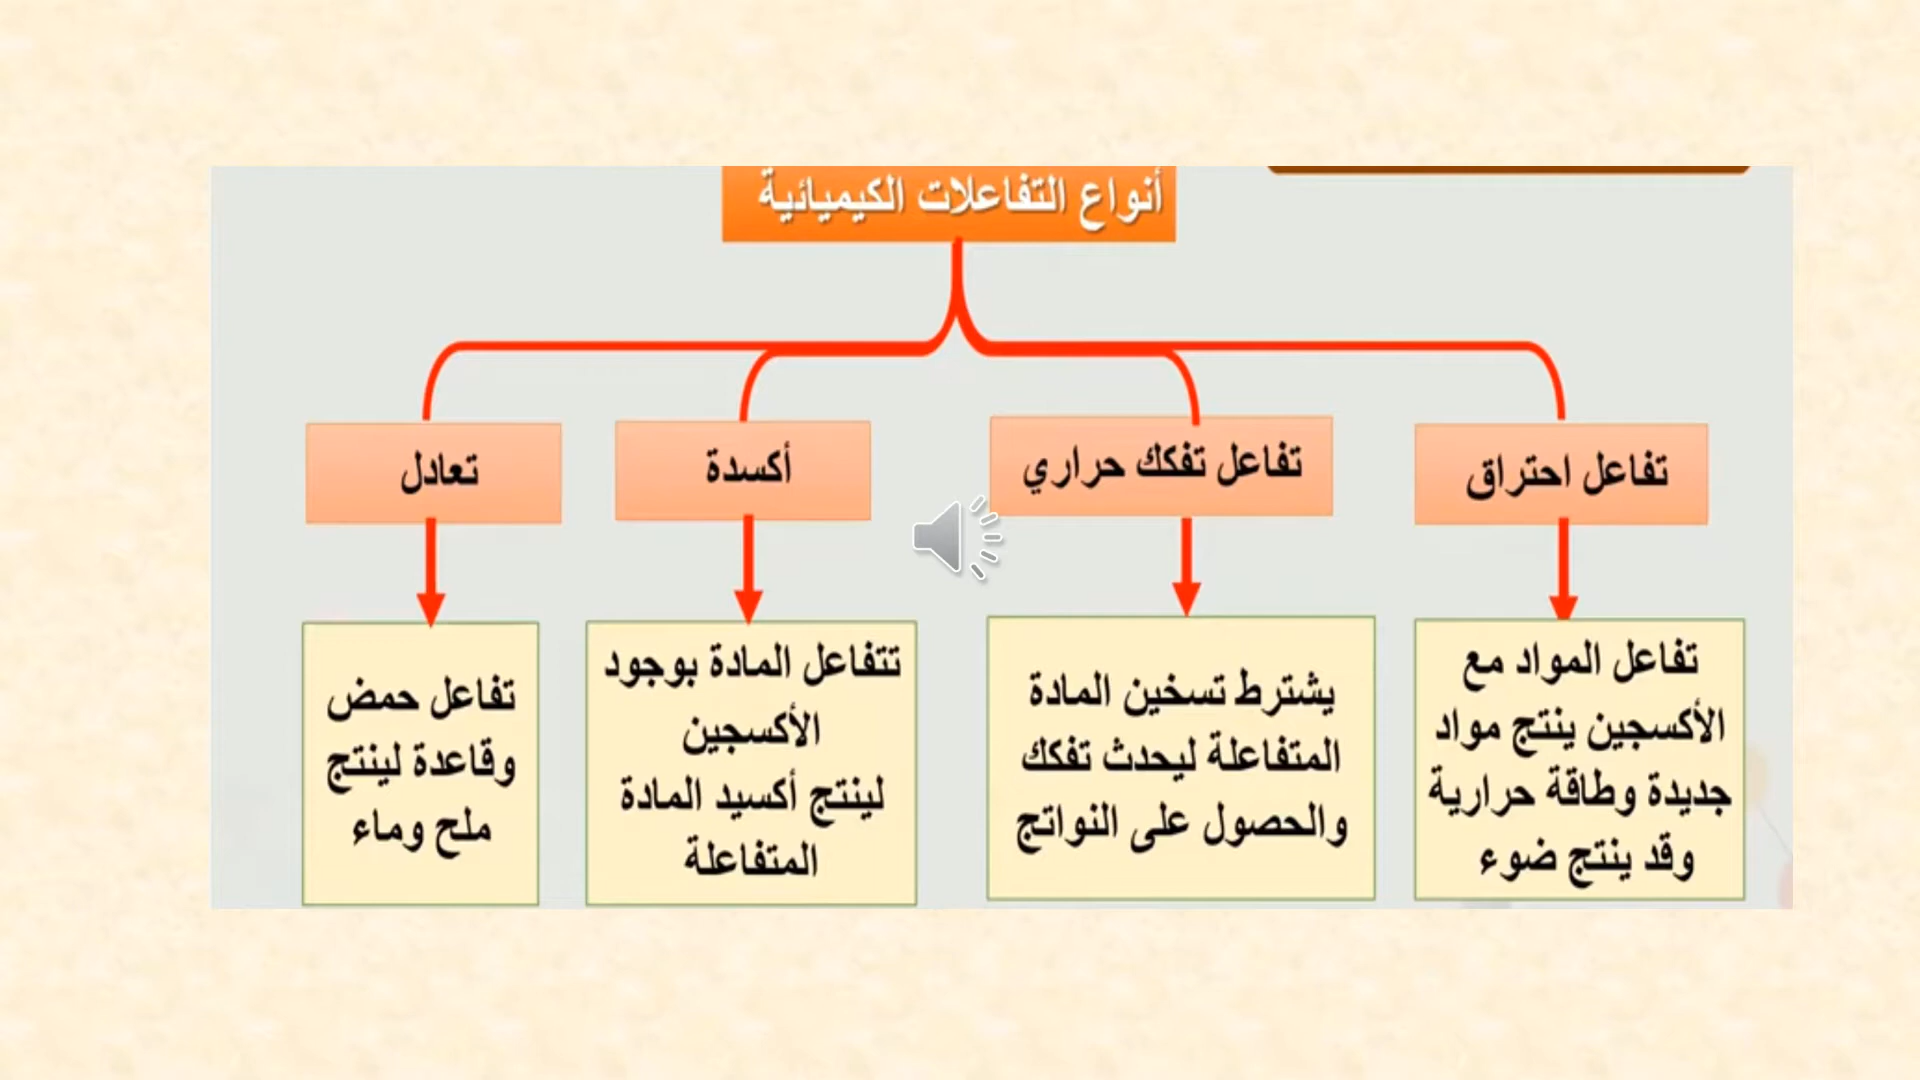 أنواع التفاعلات الكيميائية
تفاعل احتراق
تفاعل المواد مع
الأكسجين ينتج مواد
جديدة وطاقة حرارية
وقد ينتج ضوء
تفاعل تفكك حراري
يشترط تسخين المادة
المتفاعلة ليحدث تفكك
والحصول على النواتج
أكسدة
تتفاعل المادة بوجود
الأكسجين
لينتج أكسيد المادة
المتفاعلة
تعادل
تفاعل حمض
وقاعدة لينتج
ملح وماء